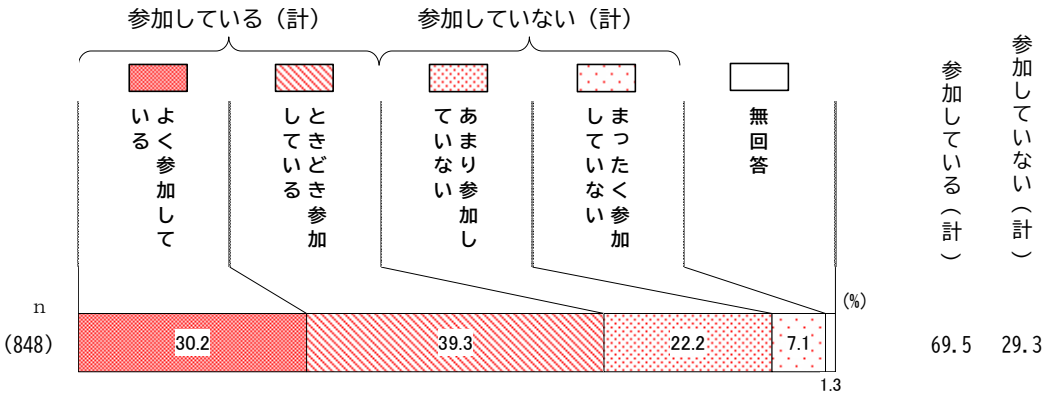 参加している（計）
参加していない（計）
よく参加して
いる
ときどき参加
している
あまり参加し
ていない
まったく参加
していない
無回答
参加している（計）
参加していない（計）
n
(%)
(848)
30.2
39.3
22.2
7.1
69.5
29.3
1.3